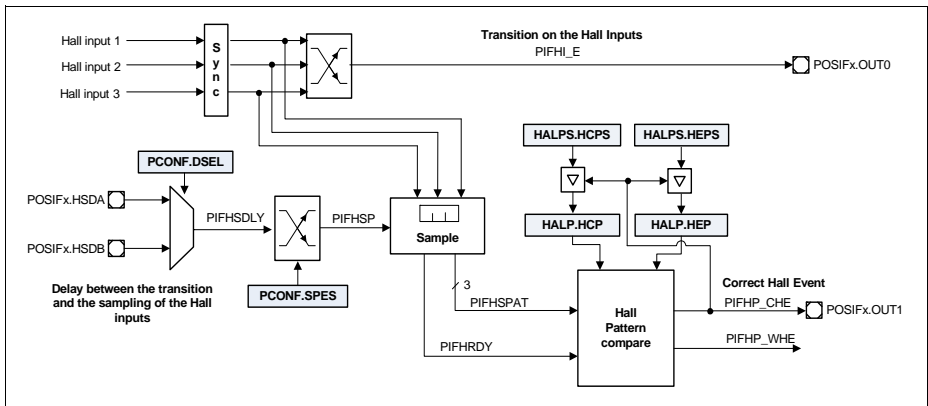 Hall input 1
Hall input 2
Hall input 3
Sync
Transition on the Hall Inputs
PIFHI_E
POSIFx.OUT0
HALPS.HCPS
HALPS.HEPS
PCONF.DSEL
POSIFx.HSDA
POSIFx.HSDB
PIFHSDLY
PIFHSP
Sample
HALP.HCP
HALP.HEP
Delay between the transition
and the sampling of the Hall
inputs
PCONF.SPES
3
PIFHSPAT
PIFHRDY
Hall
Pattern
compare
Correct Hall Event
PIFHP_CHE
POSIFx.OUT1
PIFHP_WHE